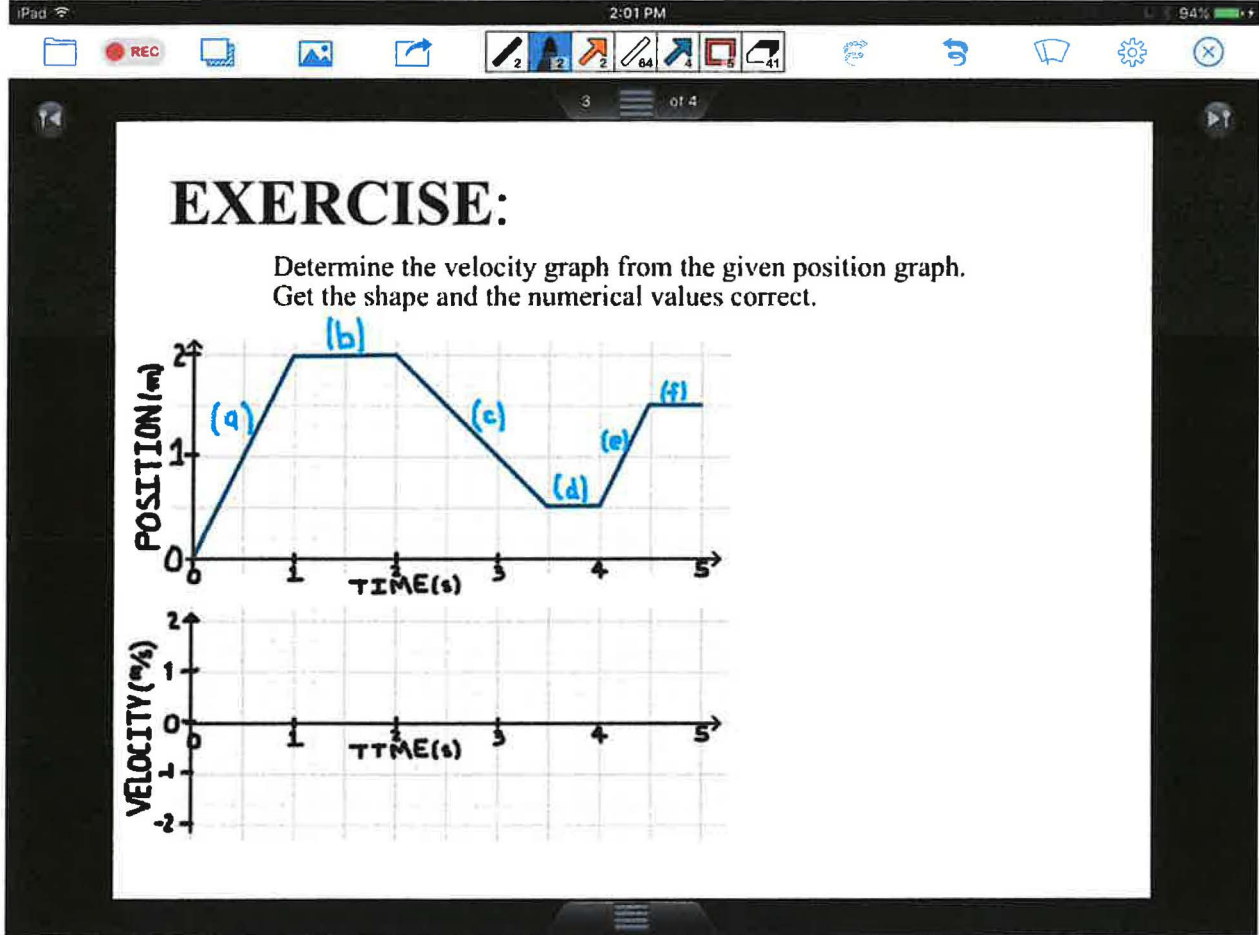 iPad 2:01 PM 94%
REC 2 2 2 64 4 5 41
3 of 4
EXERCISE:
Determine the velocity graph from the given position graph.
Get the shape and the numerical values correct.
POSITION(m)
2
1
0
(a)
(b)
(c)
(d)
(e)
(f)
0 1 2 3 4 5
TIME(s)
VELOCITY(m/s)
2
1
0
-1
-2
0 1 2 3 4 5
TIME(s)